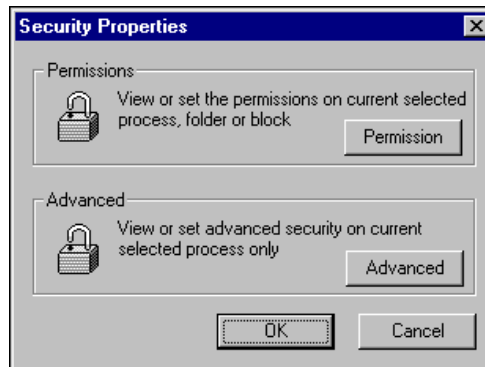 Security Properties
Permissions
View or set the permissions on current selected
process, folder or block
Permission
Advanced
View or set advanced security on current
selected process only
Advanced
OK
Cancel